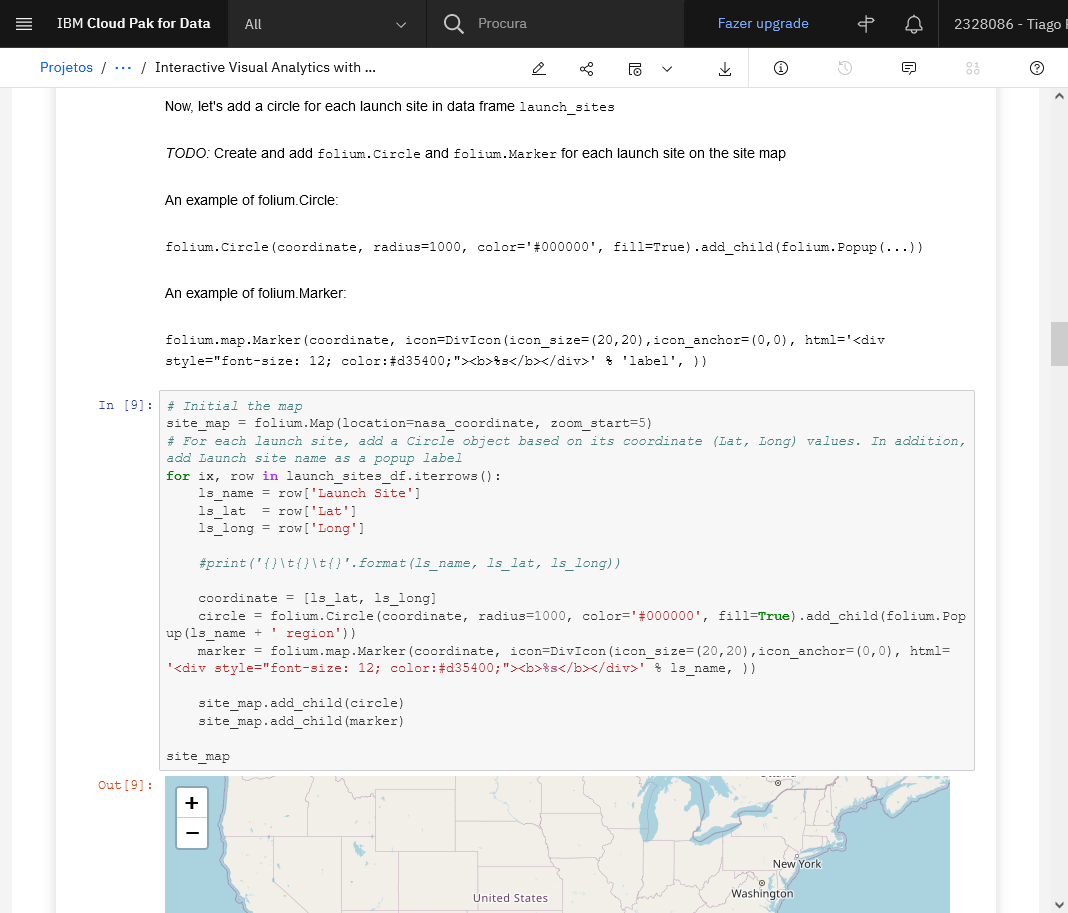 IBM Cloud Pak for Data
All
Procura
Fazer upgrade
2328086 - Tiago
Projetos / ··· / Interactive Visual Analytics with ...
Now, let's add a circle for each launch site in data frame launch_sites
TODO: Create and add folium.Circle and folium.Marker for each launch site on the site map
An example of folium.Circle:
folium.Circle(coordinate, radius=1000, color='#000000', fill=True).add_child(folium.Popup(...))
An example of folium.Marker:
folium.map.Marker(coordinate, icon=DivIcon(icon_size=(20,20),icon_anchor=(0,0), html='<div
style="font-size: 12; color:#d35400;"><b>%s</b></div>' % 'label', ))
In [9]:
# Initial the map
site_map = folium.Map(location=nasa_coordinate, zoom_start=5)
# For each launch site, add a Circle object based on its coordinate (Lat, Long) values. In addition,
add Launch site name as a popup label
for ix, row in launch_sites_df.iterrows():
    ls_name = row['Launch Site']
    ls_lat  = row['Lat']
    ls_long = row['Long']
    #print('{}\t{}\t{}'.format(ls_name, ls_lat, ls_long))
    coordinate = [ls_lat, ls_long]
    circle = folium.Circle(coordinate, radius=1000, color='#000000', fill=True).add_child(folium.Pop
up(ls_name + ' region'))
    marker = folium.map.Marker(coordinate, icon=DivIcon(icon_size=(20,20),icon_anchor=(0,0), html=
'<div style="font-size: 12; color:#d35400;"><b>%s</b></div>' % ls_name, ))
    site_map.add_child(circle)
    site_map.add_child(marker)
site_map
Out[9]:
+
−
New York
Washington
United States